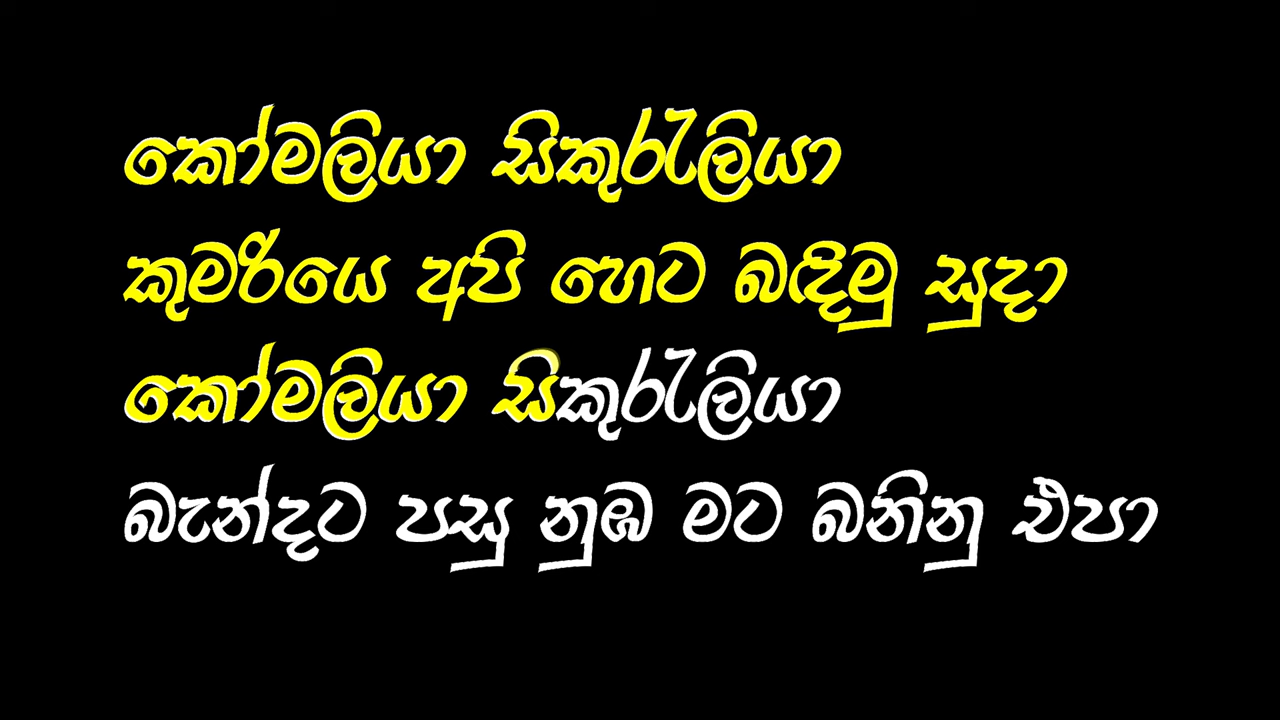 කෝමලියා සිකුරැලියා
කුමරියෙ අපි හෙට බඳිමු සුදා
කෝමලියා සිකුරැලියා
බැන්දට පසු නුඹ මට බනිනු එපා